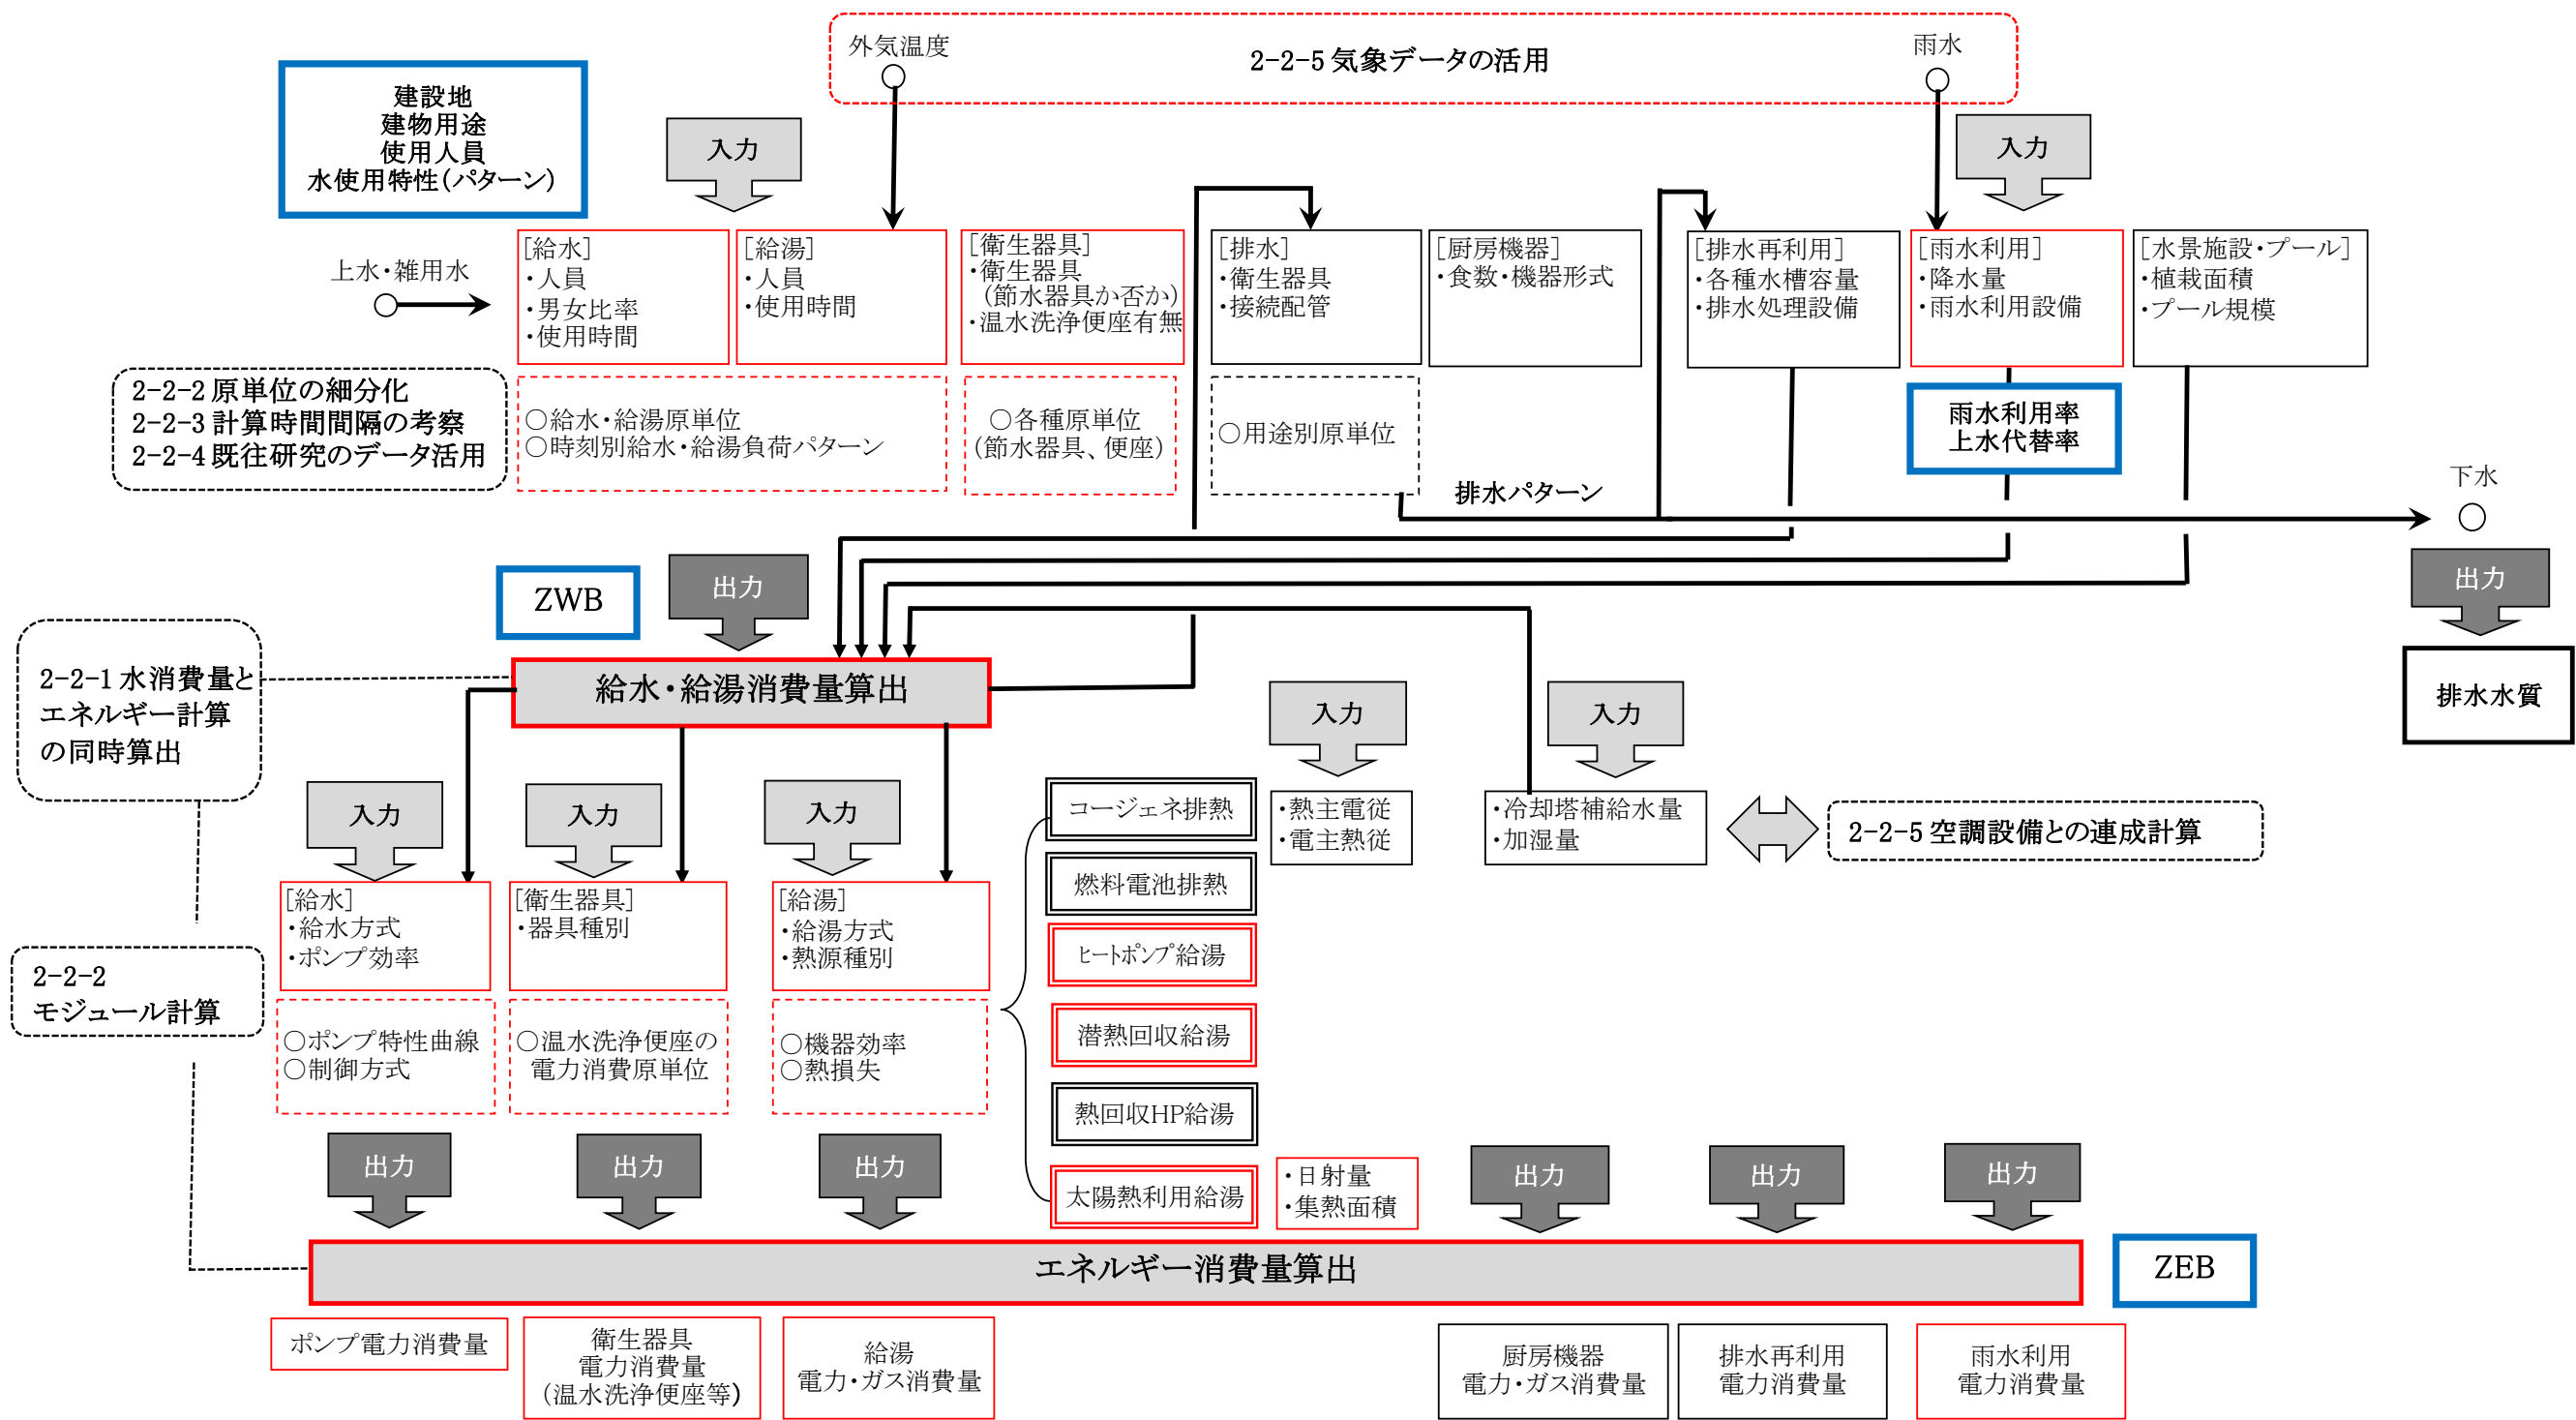 外気温度
2-2-5 気象データの活用
雨水
建設地
建物用途
使用人員
水使用特性(パターン)
入力
入力
上水・雑用水
[給水]
・人員
・男女比率
・使用時間
[給湯]
・人員
・使用時間
[衛生器具]
・衛生器具
(節水器具か否か)
・温水洗浄便座有無
[排水]
・衛生器具
・接続配管
[厨房機器]
・食数・機器形式
[排水再利用]
・各種水槽容量
・排水処理設備
[雨水利用]
・降水量
・雨水利用設備
[水景施設・プール]
・植栽面積
・プール規模
2-2-2 原単位の細分化
2-2-3 計算時間間隔の考察
2-2-4 既往研究のデータ活用
○給水・給湯原単位
○時刻別給水・給湯負荷パターン
○各種原単位
(節水器具、便座)
○用途別原単位
雨水利用率
上水代替率
排水パターン
下水
ZWB
出力
出力
2-2-1 水消費量と
エネルギー計算
の同時算出
給水・給湯消費量算出
排水水質
入力
入力
入力
入力
入力
コージェネ排熱
・熱主電従
・電主熱従
・冷却塔補給水量
・加湿量
2-2-5 空調設備との連成計算
燃料電池排熱
[給水]
・給水方式
・ポンプ効率
[衛生器具]
・器具種別
[給湯]
・給湯方式
・熱源種別
ヒートポンプ給湯
2-2-2
モジュール計算
○ポンプ特性曲線
○制御方式
○温水洗浄便座の
電力消費原単位
○機器効率
○熱損失
潜熱回収給湯
熱回収HP給湯
太陽熱利用給湯
・日射量
・集熱面積
出力
出力
出力
出力
出力
出力
エネルギー消費量算出
ZEB
ポンプ電力消費量
衛生器具
電力消費量
(温水洗浄便座等)
給湯
電力・ガス消費量
厨房機器
電力・ガス消費量
排水再利用
電力消費量
雨水利用
電力消費量